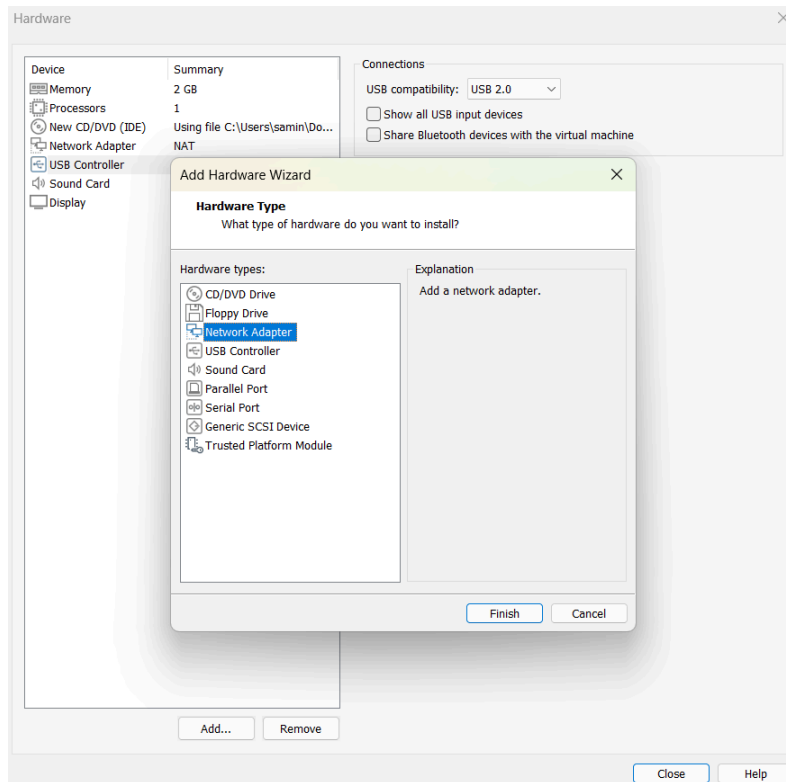 Hardware
Device Summary
Memory 2 GB
Processors 1
New CD/DVD (IDE) Using file C:\Users\samin\Do...
Network Adapter NAT
USB Controller
Sound Card
Display
Connections
USB compatibility: USB 2.0
Show all USB input devices
Share Bluetooth devices with the virtual machine
Add Hardware Wizard
Hardware Type
What type of hardware do you want to install?
Hardware types:
CD/DVD Drive
Floppy Drive
Network Adapter
USB Controller
Sound Card
Parallel Port
Serial Port
Generic SCSI Device
Trusted Platform Module
Explanation
Add a network adapter.
Finish Cancel
Add... Remove
Close Help